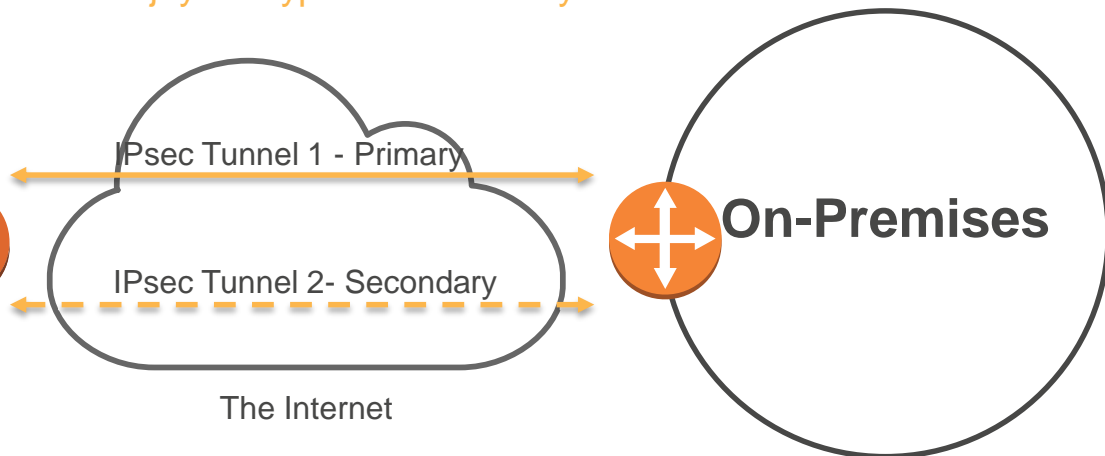 IPsec Tunnel 1 - Primary
On-Premises
IPsec Tunnel 2- Secondary
The Internet